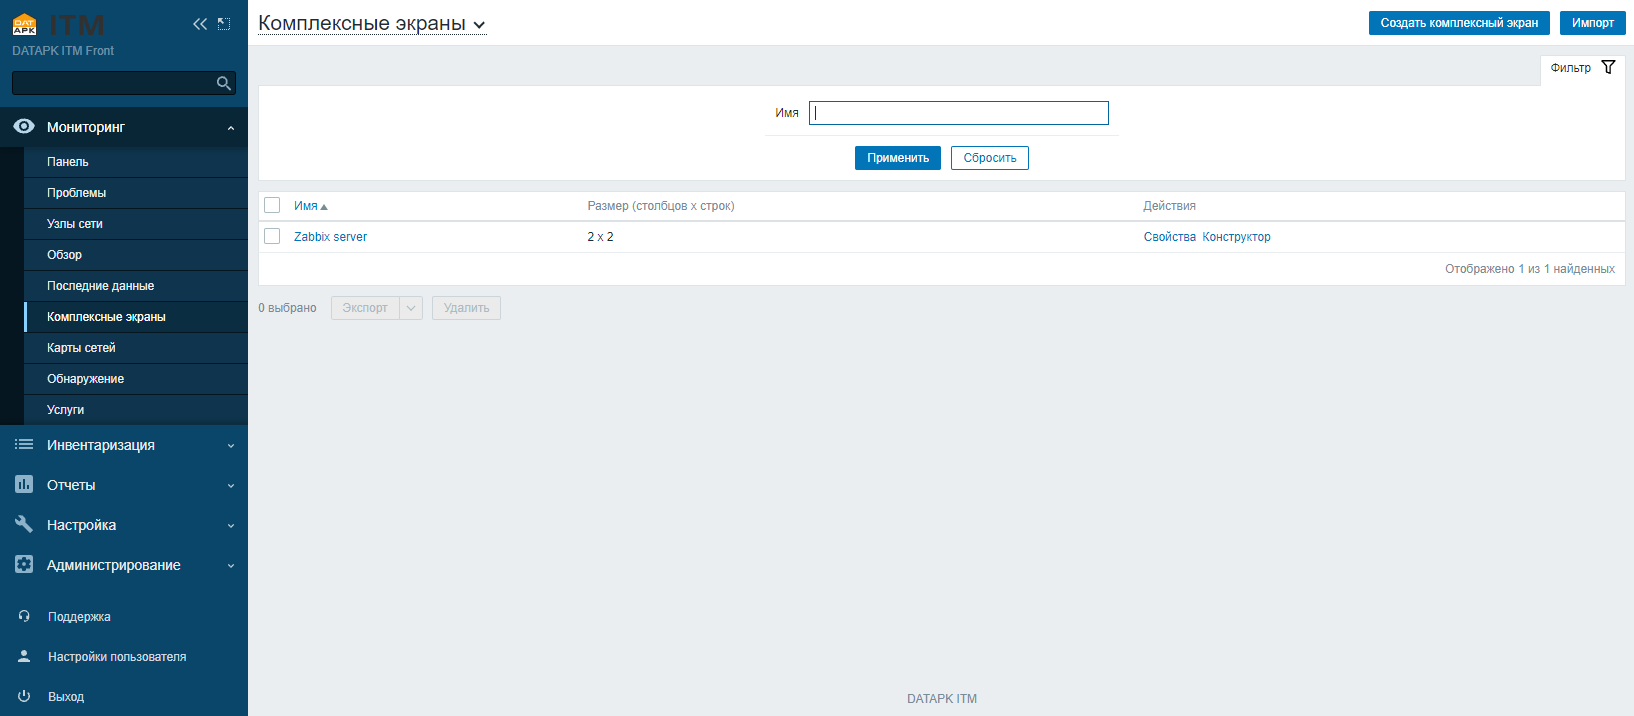 DAT
APK
ITM
DATAPK ITM Front
Мониторинг
Панель
Проблемы
Узлы сети
Обзор
Последние данные
Комплексные экраны
Карты сетей
Обнаружение
Услуги
Инвентаризация
Отчеты
Настройка
Администрирование
Поддержка
Настройки пользователя
Выход
Комплексные экраны
Создать комплексный экран Импорт
Фильтр
Имя
Применить Сбросить
Имя Размер (столбцов x строк) Действия
Zabbix server 2 x 2 Свойства Конструктор
Отображено 1 из 1 найденных
0 выбрано Экспорт Удалить
DATAPK ITM